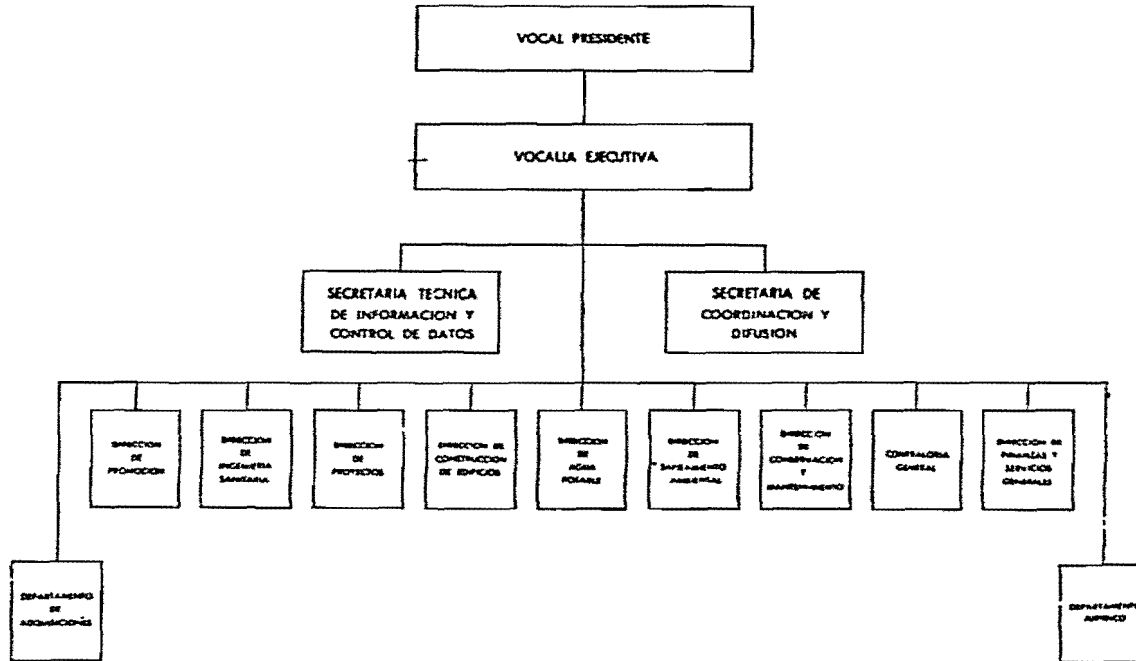 VOCAL PRESIDENTE
VOCALIA EJECUTIVA
SECRETARIA TECNICA
DE INFORMACION Y
CONTROL DE DATOS
SECRETARIA DE
COORDINACION Y
DIFUSION
DIRECCION
DE
PROMOCION
DIRECCION
DE
INGENIERIA
SANITARIA
DIRECCION
DE
PROYECTOS
DIRECCION DE
CONSTRUCCION
DE EDIFICIOS
DIRECCION
DE
AGUA
POTABLE
DIRECCION
DE
SANEAMIENTO
AMBIENTAL
DIRECCION
DE
Y
MANTENIMIENTO
CONTRALORIA
GENERAL
DIRECCION DE
FINANZAS Y
SERVICIOS
GENERALES
DEPARTAMENTO
DE
ADQUISICIONES
DEPARTAMENTO
JURIDICO